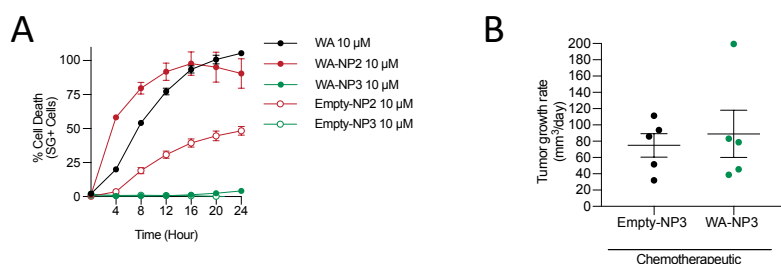 A
% Cell Death
(SG+ Cells)
100
75
50
25
0
4
8
12
16
20
24
Time (Hour)
WA 10 µM
WA-NP2 10 µM
WA-NP3 10 µM
Empty-NP2 10 µM
Empty-NP3 10 µM
B
Tumor growth rate
(mm³/day)
200
180
160
140
120
100
80
60
40
20
0
Empty-NP3
WA-NP3
Chemotherapeutic